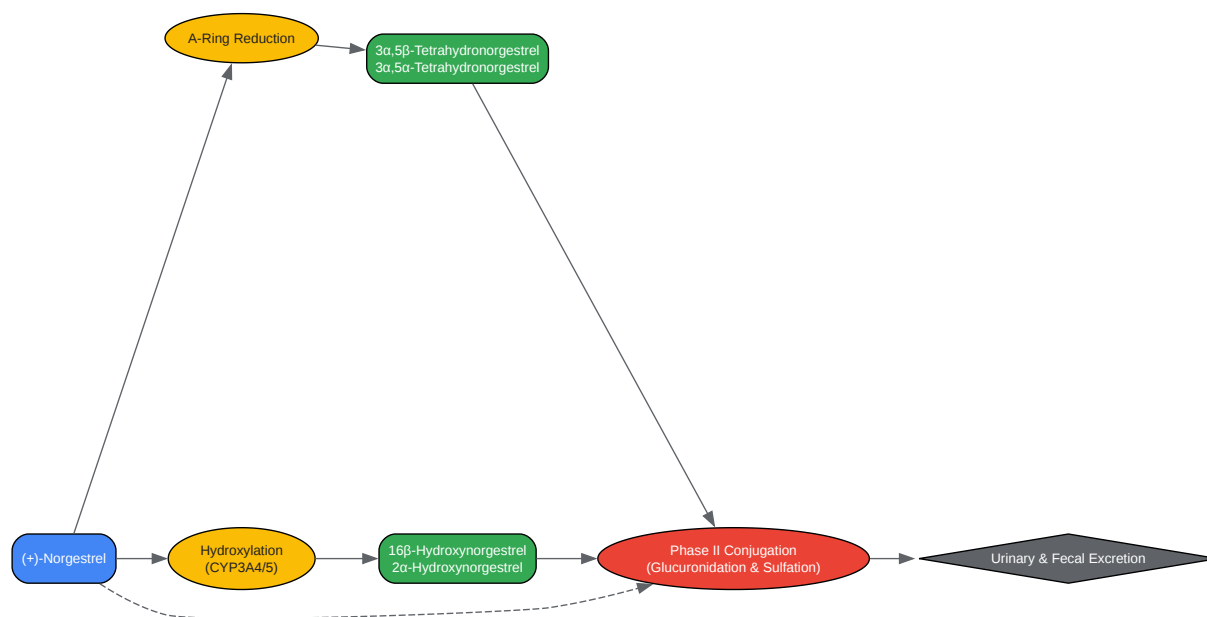 A-Ring Reduction
3α,5β-Tetrahydronorgestrel
3α,5α-Tetrahydronorgestrel
(+)-Norgestrel
Hydroxylation
(CYP3A4/5)
16β-Hydroxynorgestrel
2α-Hydroxynorgestrel
Phase II Conjugation
(Glucuronidation & Sulfation)
Urinary & Fecal Excretion